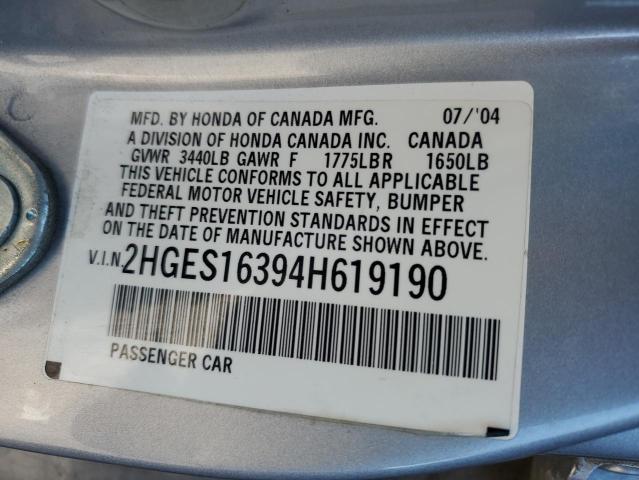 MFD. BY HONDA OF CANADA MFG. 07/'04
A DIVISION OF HONDA CANADA INC. CANADA
GVWR 3440LB GAWR F 1775LBR 1650LB
THIS VEHICLE CONFORMS TO ALL APPLICABLE
FEDERAL MOTOR VEHICLE SAFETY, BUMPER
AND THEFT PREVENTION STANDARDS IN EFFECT
ON THE DATE OF MANUFACTURE SHOWN ABOVE.
V.I.N. 2HGES16394H619190
PASSENGER CAR